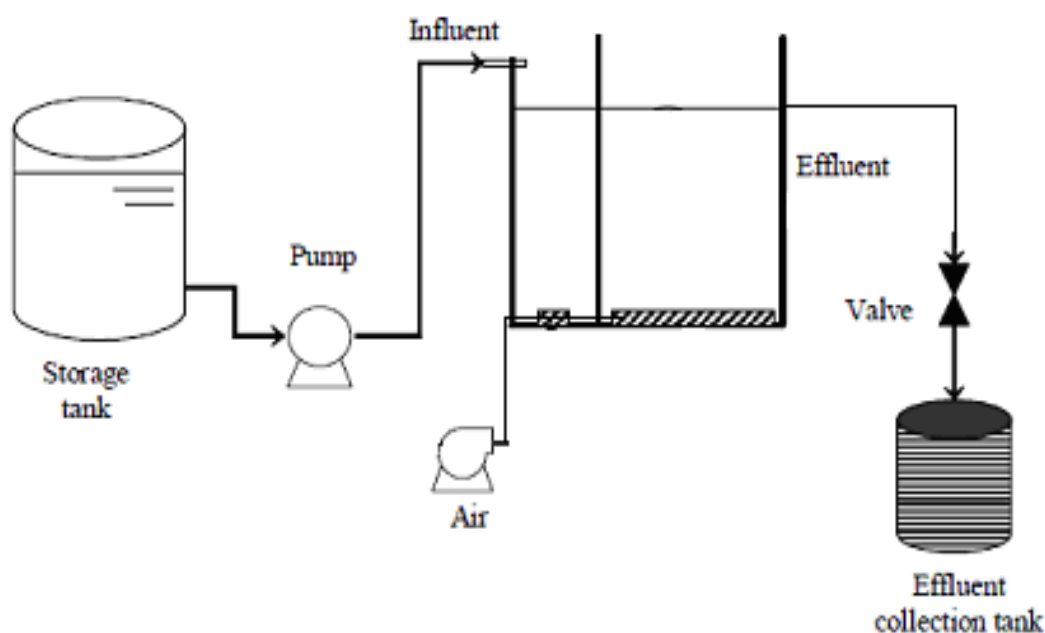 Influent
Effluent
Pump
Valve
Storage
tank
Air
Effluent
collection tank